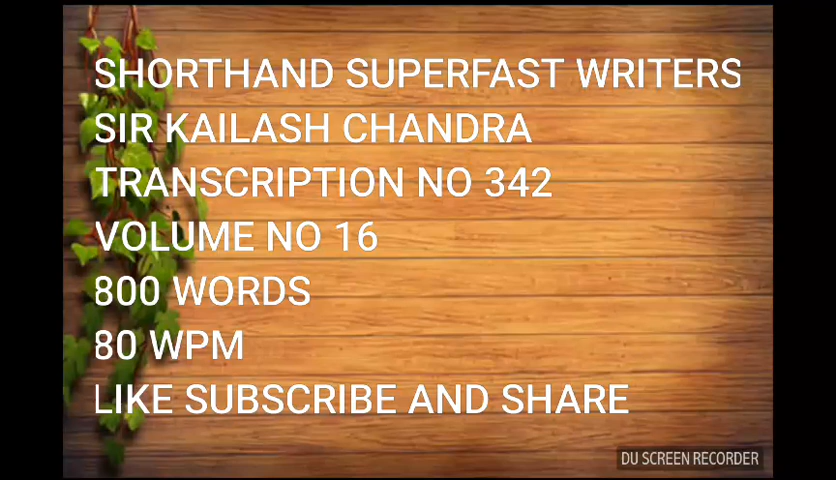 SHORTHAND SUPERFAST WRITERS
SIR KAILASH CHANDRA
TRANSCRIPTION NO 342
VOLUME NO 16
800 WORDS
80 WPM
LIKE SUBSCRIBE AND SHARE
DU SCREEN RECORDER